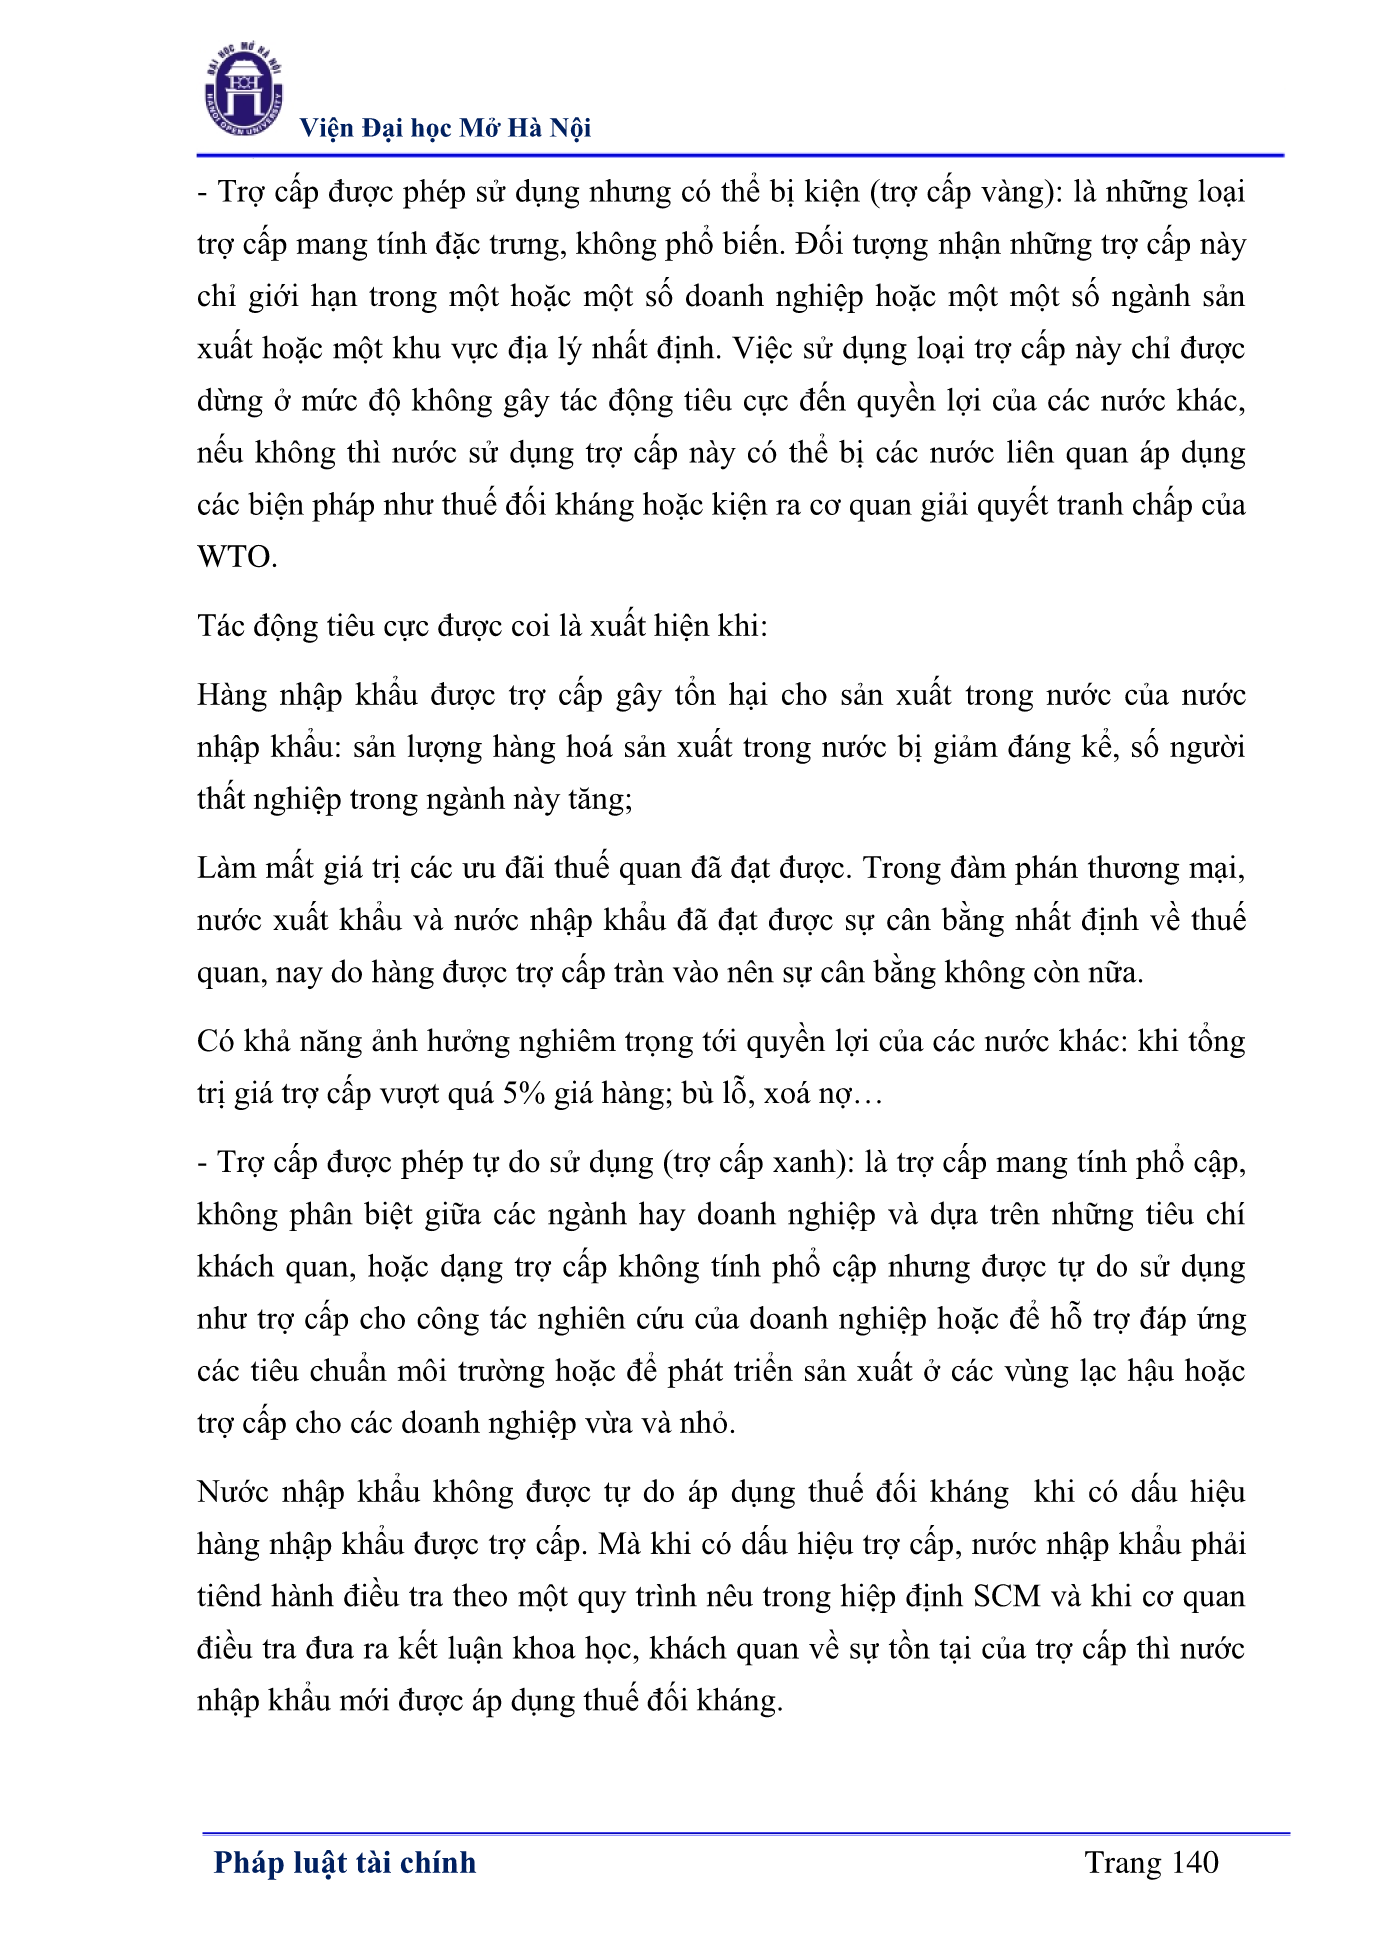 ĐẠI HỌC MỞ HÀ NỘI
HANOI OPEN UNIVERSITY
Viện Đại học Mở Hà Nội
- Trợ cấp được phép sử dụng nhưng có thể bị kiện (trợ cấp vàng): là những loại
trợ cấp mang tính đặc trưng, không phổ biến. Đối tượng nhận những trợ cấp này
chỉ giới hạn trong một hoặc một số doanh nghiệp hoặc một một số ngành sản
xuất hoặc một khu vực địa lý nhất định. Việc sử dụng loại trợ cấp này chỉ được
dừng ở mức độ không gây tác động tiêu cực đến quyền lợi của các nước khác,
nếu không thì nước sử dụng trợ cấp này có thể bị các nước liên quan áp dụng
các biện pháp như thuế đối kháng hoặc kiện ra cơ quan giải quyết tranh chấp của
WTO.
Tác động tiêu cực được coi là xuất hiện khi:
Hàng nhập khẩu được trợ cấp gây tổn hại cho sản xuất trong nước của nước
nhập khẩu: sản lượng hàng hoá sản xuất trong nước bị giảm đáng kể, số người
thất nghiệp trong ngành này tăng;
Làm mất giá trị các ưu đãi thuế quan đã đạt được. Trong đàm phán thương mại,
nước xuất khẩu và nước nhập khẩu đã đạt được sự cân bằng nhất định về thuế
quan, nay do hàng được trợ cấp tràn vào nên sự cân bằng không còn nữa.
Có khả năng ảnh hưởng nghiêm trọng tới quyền lợi của các nước khác: khi tổng
trị giá trợ cấp vượt quá 5% giá hàng; bù lỗ, xoá nợ…
- Trợ cấp được phép tự do sử dụng (trợ cấp xanh): là trợ cấp mang tính phổ cập,
không phân biệt giữa các ngành hay doanh nghiệp và dựa trên những tiêu chí
khách quan, hoặc dạng trợ cấp không tính phổ cập nhưng được tự do sử dụng
như trợ cấp cho công tác nghiên cứu của doanh nghiệp hoặc để hỗ trợ đáp ứng
các tiêu chuẩn môi trường hoặc để phát triển sản xuất ở các vùng lạc hậu hoặc
trợ cấp cho các doanh nghiệp vừa và nhỏ.
Nước nhập khẩu không được tự do áp dụng thuế đối kháng  khi có dấu hiệu
hàng nhập khẩu được trợ cấp. Mà khi có dấu hiệu trợ cấp, nước nhập khẩu phải
tiênd hành điều tra theo một quy trình nêu trong hiệp định SCM và khi cơ quan
điều tra đưa ra kết luận khoa học, khách quan về sự tồn tại của trợ cấp thì nước
nhập khẩu mới được áp dụng thuế đối kháng.
Pháp luật tài chính Trang 140